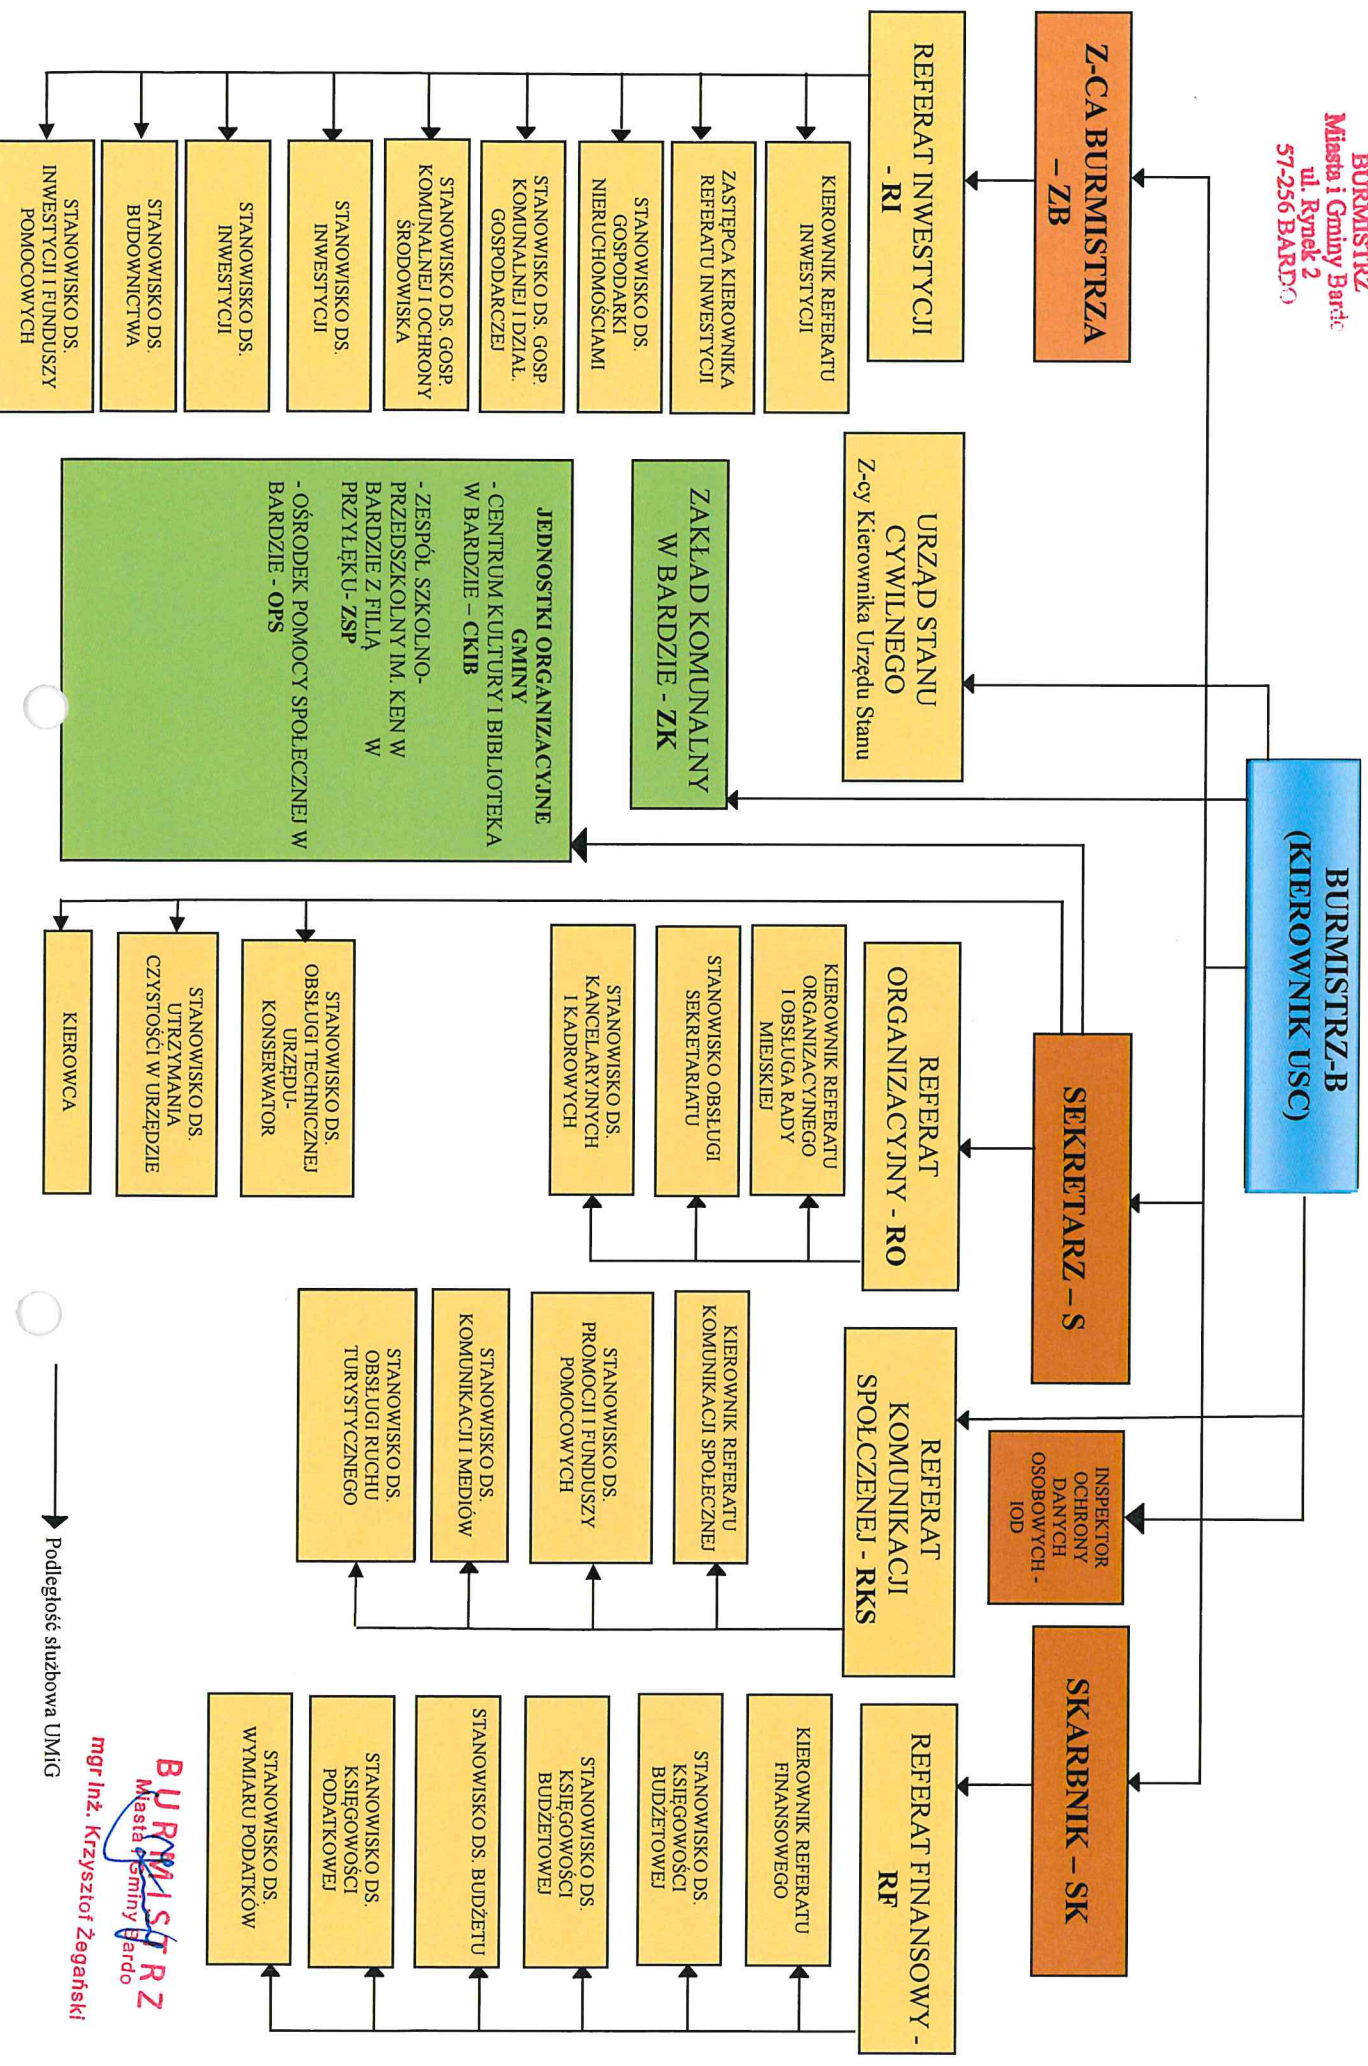 BURMISTRZ
Miasta i Gminy Bardo
ul. Rynek 2
57-256 BARDO
BURMISTRZ-B
(KIEROWNIK USC)
Z-CA BURMISTRZA
– ZB
SEKRETARZ – S
INSPEKTOR
OCHRONY
DANYCH
OSOBOWYCH -
IOD
SKARBNIK – SK
REFERAT INWESTYCJI
- RI
KIEROWNIK REFERATU
INWESTYCJI
ZASTĘPCA KIEROWNIKA
REFERATU INWESTYCJI
STANOWISKO DS.
GOSPODARKI
NIERUCHOMOŚCIAMI
STANOWISKO DS. GOSP.
KOMUNALNEJ I DZIAŁ.
GOSPODARCZEJ
STANOWISKO DS. GOSP.
KOMUNALNEJ I OCHRONY
ŚRODOWISKA
STANOWISKO DS.
INWESTYCJI
STANOWISKO DS.
INWESTYCJI
STANOWISKO DS.
BUDOWNICTWA
STANOWISKO DS.
INWESTYCJI I FUNDUSZY
POMOCOWYCH
URZĄD STANU
CYWILNEGO
Z-cy Kierownika Urzędu Stanu
ZAKŁAD KOMUNALNY
W BARDZIE - ZK
JEDNOSTKI ORGANIZACYJNE
GMINY
- CENTRUM KULTURY I BIBLIOTEKA
W BARDZIE – CKIB
- ZESPÓŁ SZKOLNO-
PRZEDSZKOLNY IM. KEN W
BARDZIE Z FILIĄ W
PRZYŁĘKU- ZSP
- OŚRODEK POMOCY SPOŁECZNEJ W
BARDZIE - OPS
REFERAT
ORGANIZACYJNY - RO
KIEROWNIK REFERATU
ORGANIZACYJNEGO
I OBSŁUGA RADY
MIEJSKIEJ
STANOWISKO OBSŁUGI
SEKRETARIATU
STANOWISKO DS.
KANCELARYJNYCH
I KADROWYCH
STANOWISKO DS.
OBSŁUGI TECHNICZNEJ
URZĘDU-
KONSERWATOR
STANOWISKO DS.
UTRZYMANIA
CZYSTOŚCI W URZĘDZIE
KIEROWCA
REFERAT
KOMUNIKACJI
SPOŁCZENEJ - RKS
KIEROWNIK REFERATU
KOMUNIKACJI SPOŁECZNEJ
STANOWISKO DS.
PROMOCJI I FUNDUSZY
POMOCOWYCH
STANOWISKO DS.
KOMUNIKACJI I MEDIÓW
STANOWISKO DS.
OBSŁUGI RUCHU
TURYSTYCZNEGO
REFERAT FINANSOWY -
RF
KIEROWNIK REFERATU
FINANSOWEGO
STANOWISKO DS.
KSIĘGOWOŚCI
BUDŻETOWEJ
STANOWISKO DS.
KSIĘGOWOŚCI
BUDŻETOWEJ
STANOWISKO DS. BUDŻETU
STANOWISKO DS.
KSIĘGOWOŚCI
PODATKOWEJ
STANOWISKO DS.
WYMIARU PODATKÓW
Podległość służbowa UMiG
BURMISTRZ
Miasta i Gminy Bardo
mgr inż. Krzysztof Żegański